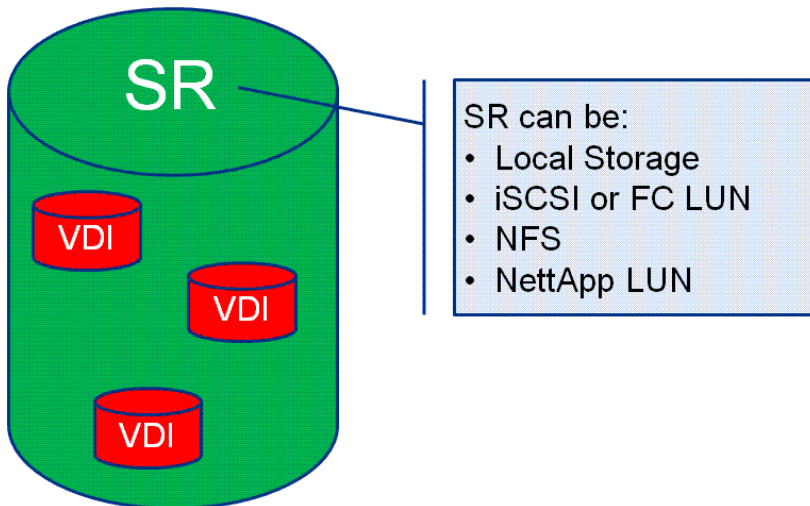 SR
SR can be:
• Local Storage
• iSCSI or FC LUN
• NFS
• NettApp LUN
VDI
VDI
VDI